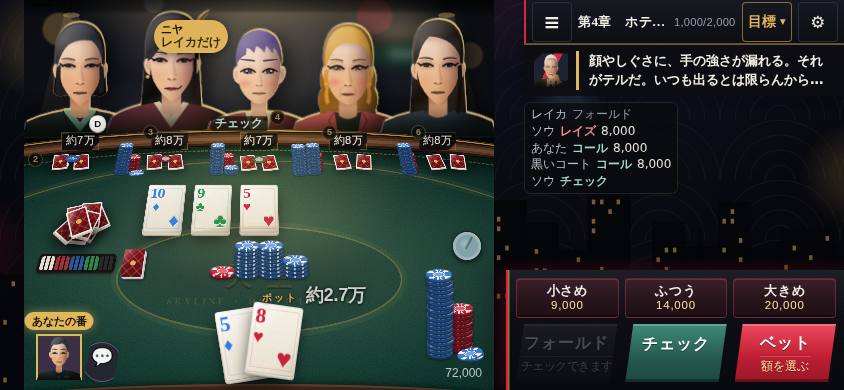 ニヤ
レイカだけ
チェック
4
D
3
5
6
約7万
約8万
約7万
約8万
約8万
2
10
9
5
ポット 約2.7万
5
8
あなたの番
72,000
第4章 ホテ…
1,000/2,000
目標 ▾
顔やしぐさに、手の強さが漏れる。それ
がテルだ。いつも出るとは限らんから…
レイカ フォールド
ソウ レイズ 8,000
あなた コール 8,000
黒いコート コール 8,000
ソウ チェック
小さめ
9,000
ふつう
14,000
大きめ
20,000
フォールド
チェックできます
チェック
ベット
額を選ぶ